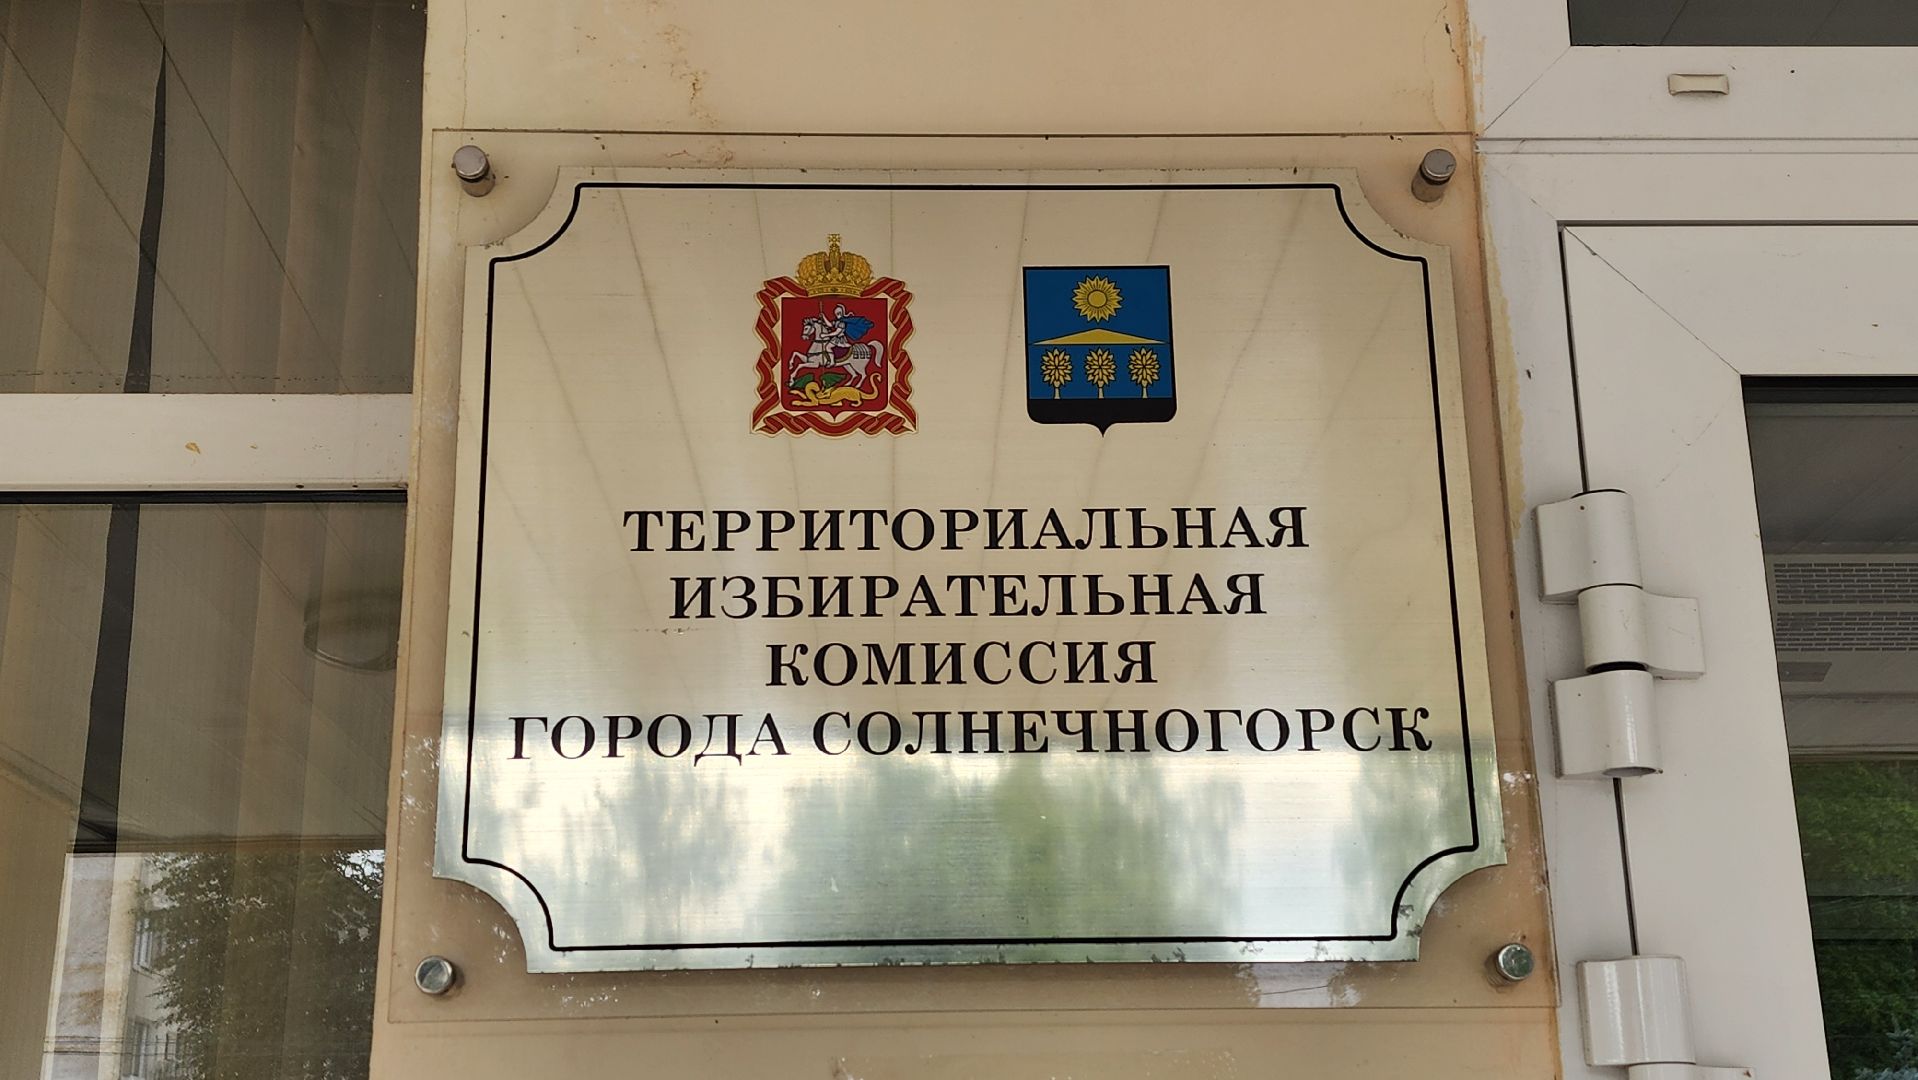 ТЕРРИТОРИАЛЬНАЯ
ИЗБИРАТЕЛЬНАЯ
КОМИССИЯ
ГОРОДА СОЛНЕЧНОГОРСК